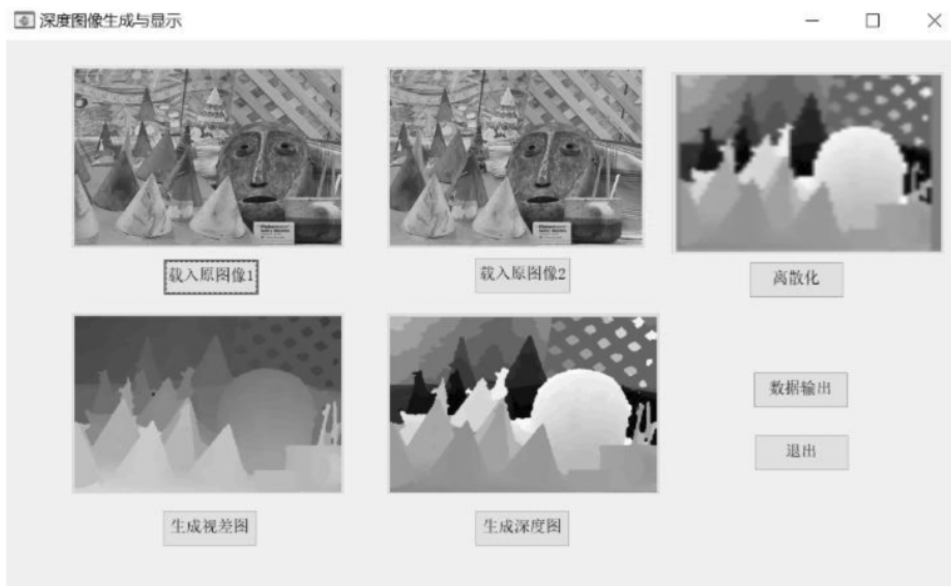 深度图像生成与显示
载入原图像1
载入原图像2
离散化
数据输出
退出
生成视差图
生成深度图